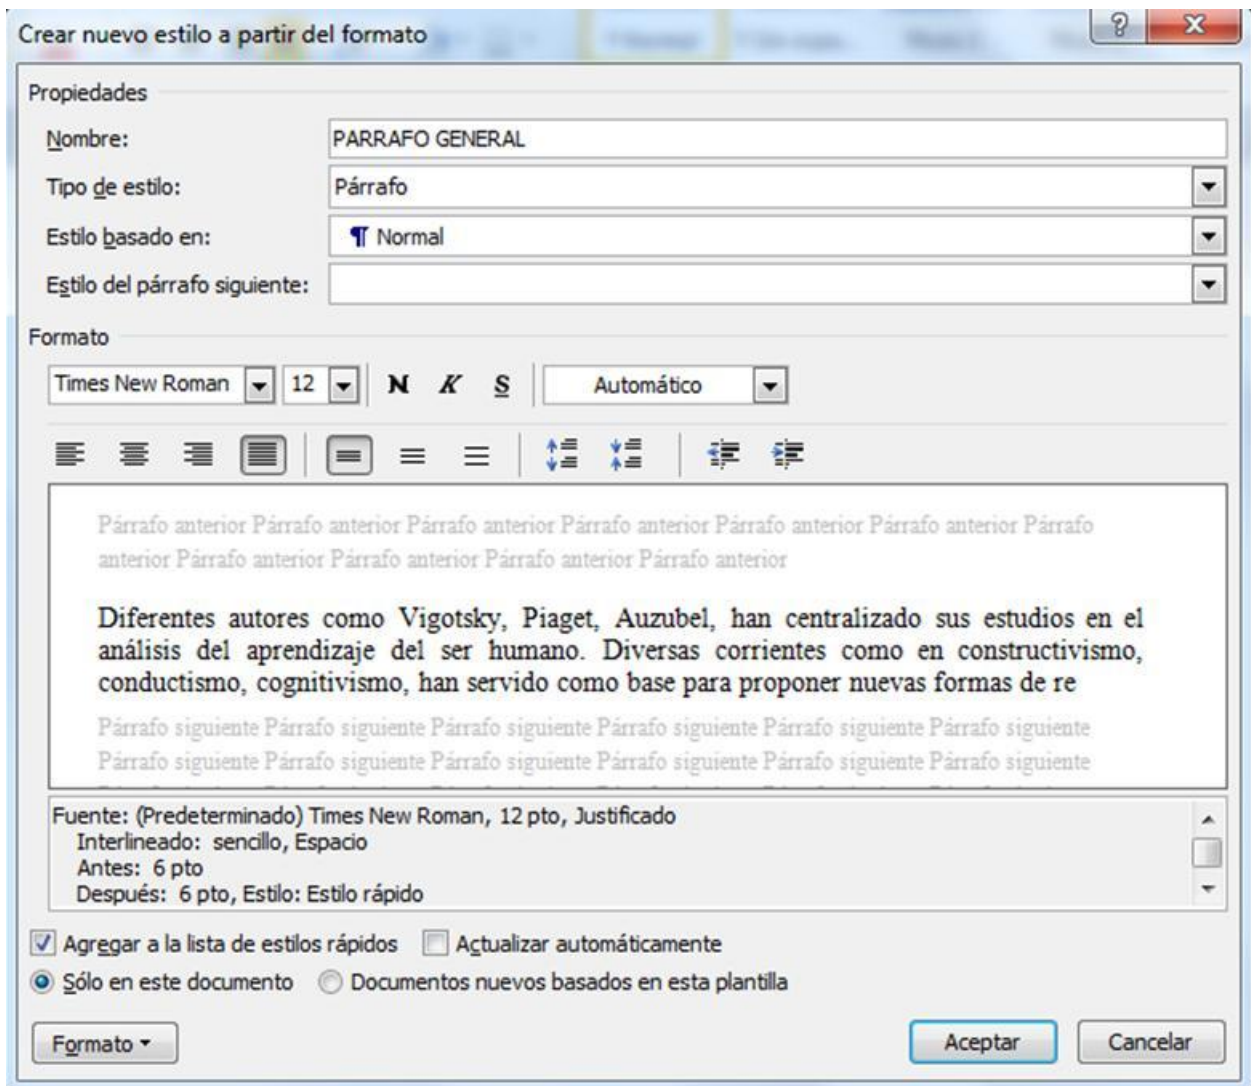 Crear nuevo estilo a partir del formato
Propiedades
Nombre: PARRAFO GENERAL
Tipo de estilo: Párrafo
Estilo basado en: ¶ Normal
Estilo del párrafo siguiente:
Formato
Times New Roman 12 N K S Automático
Párrafo anterior Párrafo anterior Párrafo anterior Párrafo anterior Párrafo anterior Párrafo anterior Párrafo
anterior Párrafo anterior Párrafo anterior Párrafo anterior Párrafo anterior
Diferentes autores como Vigotsky, Piaget, Auzubel, han centralizado sus estudios en el
análisis del aprendizaje del ser humano. Diversas corrientes como en constructivismo,
conductismo, cognitivismo, han servido como base para proponer nuevas formas de re
Párrafo siguiente Párrafo siguiente Párrafo siguiente Párrafo siguiente Párrafo siguiente Párrafo siguiente
Párrafo siguiente Párrafo siguiente Párrafo siguiente Párrafo siguiente Párrafo siguiente Párrafo siguiente
Fuente: (Predeterminado) Times New Roman, 12 pto, Justificado
Interlineado: sencillo, Espacio
Antes: 6 pto
Después: 6 pto, Estilo: Estilo rápido
Agregar a la lista de estilos rápidos Actualizar automáticamente
Sólo en este documento Documentos nuevos basados en esta plantilla
Formato Aceptar Cancelar